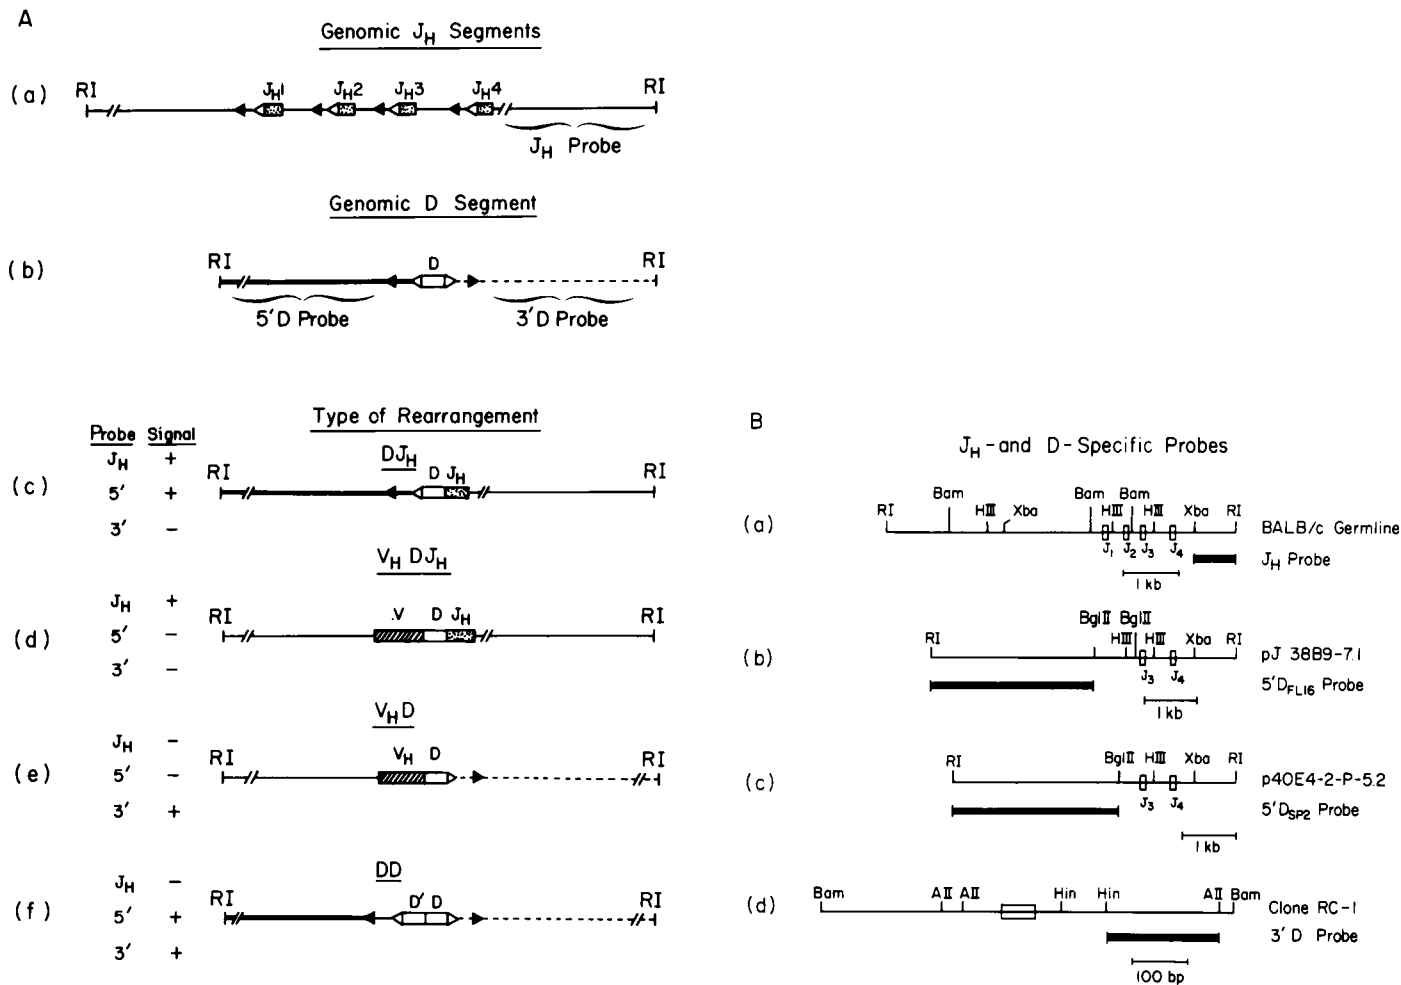 A
Genomic J_H Segments
(a)
RI J_H1 J_H2 J_H3 J_H4 RI
J_H Probe
Genomic D Segment
(b)
RI D RI
5'D Probe 3'D Probe
Type of Rearrangement
Probe Signal
DJ_H
(c)
J_H +
5' +
3' −
RI D J_H RI
V_H DJ_H
(d)
J_H +
5' −
3' −
RI V D J_H RI
V_H D
(e)
J_H −
5' −
3' +
RI V_H D RI
DD
(f)
J_H −
5' +
3' +
RI D' D RI
B
J_H-and D-Specific Probes
(a)
RI Bam HIII Xba Bam HIII Bam HIII Xba RI
BALB/c Germline
J_1 J_2 J_3 J_4
J_H Probe
1 kb
(b)
RI BglII HIII BglII HIII Xba RI
pJ 38B9-7.1
J_3 J_4
5'D_FL16 Probe
1 kb
(c)
RI BglII HIII Xba RI
p40E4-2-P-5.2
J_3 J_4
5'D_SP2 Probe
1 kb
(d)
Bam AII AII Hin Hin AII Bam
Clone RC-1
3' D Probe
100 bp